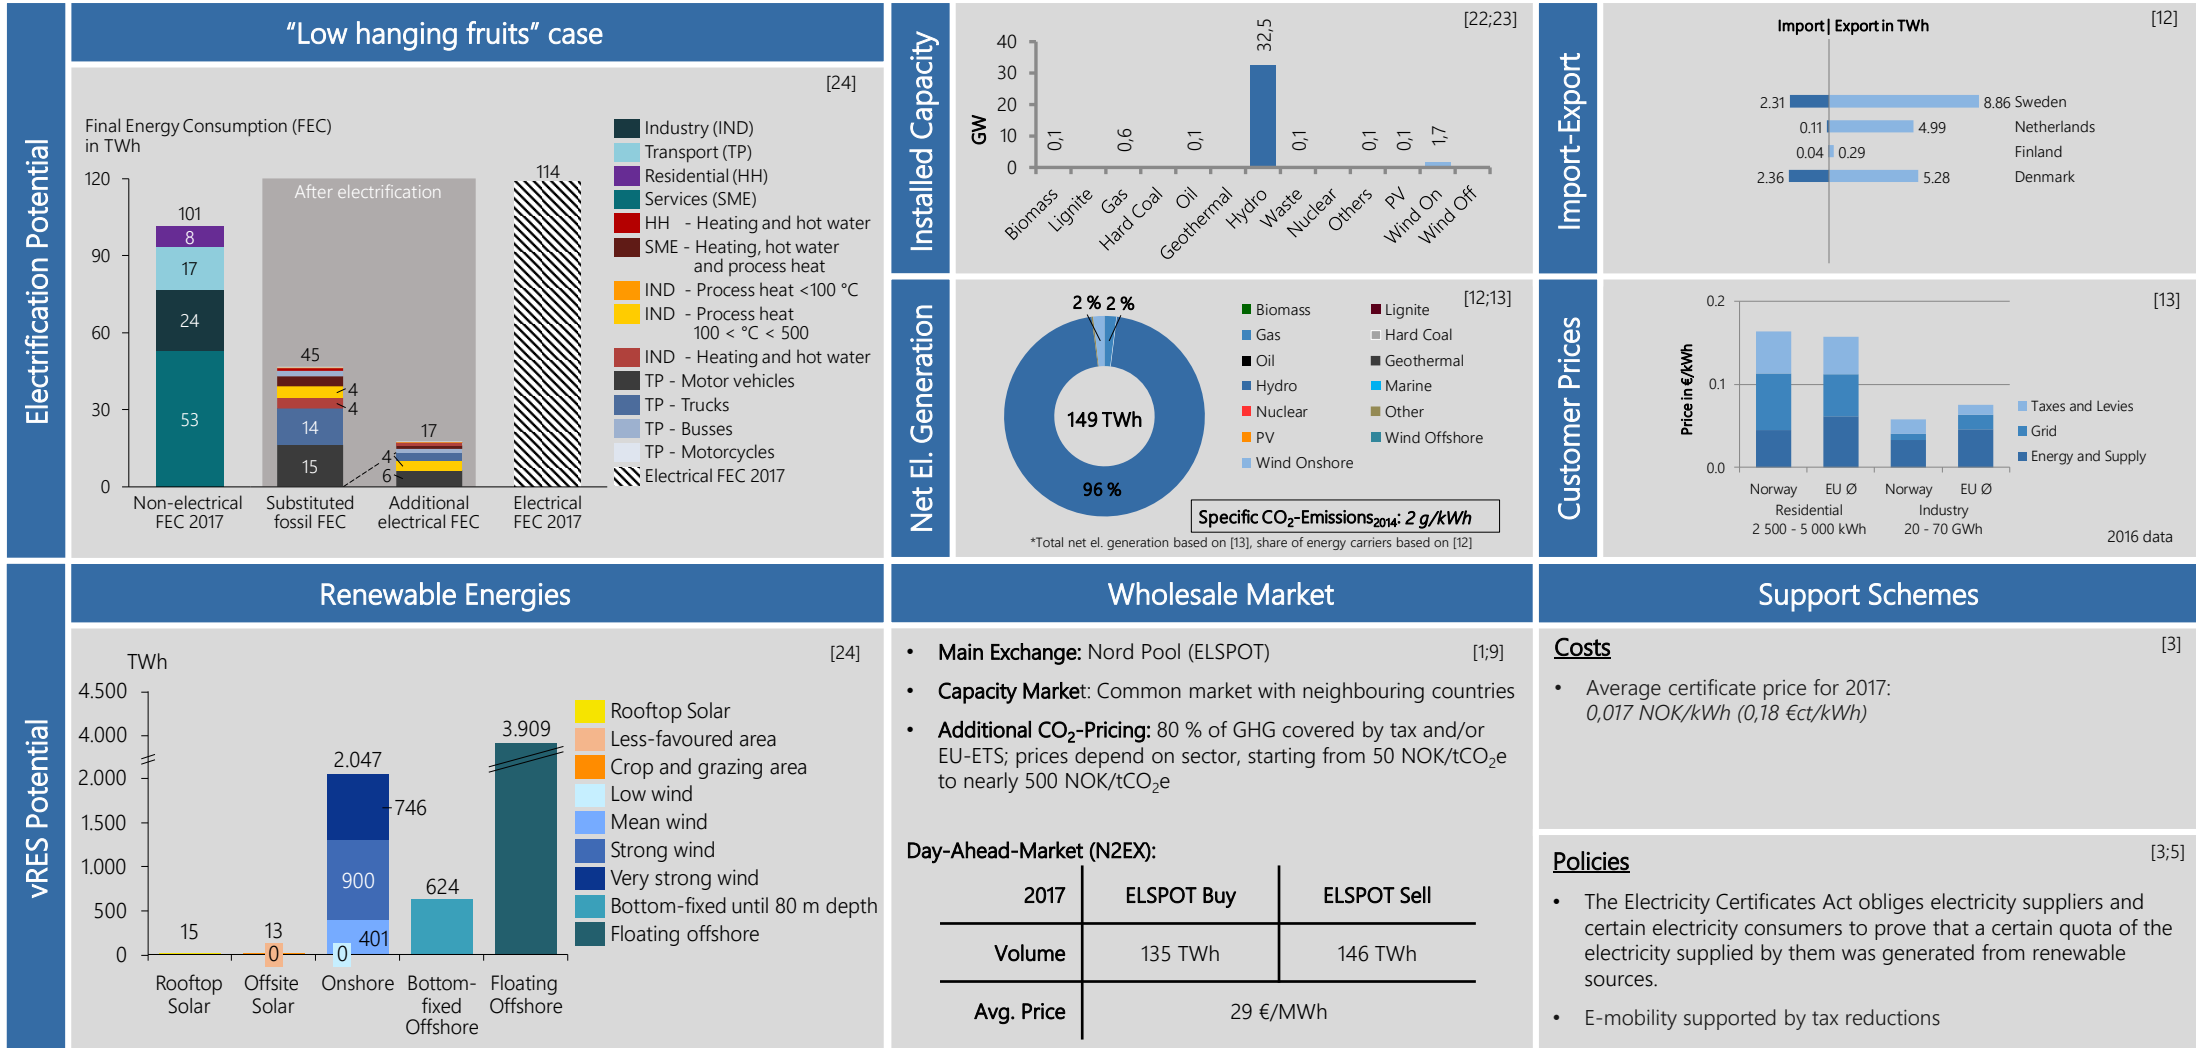 Electrification Potential
“Low hanging fruits” case
[24]
Final Energy Consumption (FEC)
in TWh
120
90
60
30
0
After electrification
101
8
17
24
53
45
4
4
14
15
17
4
6
114
Non-electrical
FEC 2017
Substituted
fossil FEC
Additional
electrical FEC
Electrical
FEC 2017
Industry (IND)
Transport (TP)
Residential (HH)
Services (SME)
HH - Heating and hot water
SME - Heating, hot water
and process heat
IND - Process heat <100 °C
IND - Process heat
100 < °C < 500
IND - Heating and hot water
TP - Motor vehicles
TP - Trucks
TP - Busses
TP - Motorcycles
Electrical FEC 2017
Installed Capacity
[22;23]
GW
40
30
20
10
0
0,1
0,6
0,1
32,5
0,1
0,1
0,1
1,7
Biomass
Lignite
Gas
Hard Coal
Oil
Geothermal
Hydro
Waste
Nuclear
Others
PV
Wind On
Wind Off
Import-Export
[12]
Import | Export in TWh
2.31 8.86 Sweden
0.11 4.99 Netherlands
0.04 0.29 Finland
2.36 5.28 Denmark
Net El. Generation
[12;13]
2 % 2 %
149 TWh
96 %
Biomass
Gas
Oil
Hydro
Nuclear
PV
Wind Onshore
Lignite
Hard Coal
Geothermal
Marine
Other
Wind Offshore
Specific CO2-Emissions2014: 2 g/kWh
*Total net el. generation based on [13], share of energy carriers based on [12]
Customer Prices
[13]
Price in €/kWh
0.2
0.1
0.0
Norway
EU Ø
Norway
EU Ø
Residential
2 500 - 5 000 kWh
Industry
20 - 70 GWh
Taxes and Levies
Grid
Energy and Supply
2016 data
vRES Potential
Renewable Energies
[24]
TWh
4.500
4.000
2.000
1.500
1.000
500
0
15
13
0
2.047
746
900
401
0
624
3.909
Rooftop
Solar
Offsite
Solar
Onshore
Bottom-
fixed
Offshore
Floating
Offshore
Rooftop Solar
Less-favoured area
Crop and grazing area
Low wind
Mean wind
Strong wind
Very strong wind
Bottom-fixed until 80 m depth
Floating offshore
Wholesale Market
[1;9]
• Main Exchange: Nord Pool (ELSPOT)
• Capacity Market: Common market with neighbouring countries
• Additional CO2-Pricing: 80 % of GHG covered by tax and/or
EU-ETS; prices depend on sector, starting from 50 NOK/tCO2e
to nearly 500 NOK/tCO2e
Day-Ahead-Market (N2EX):
2017 ELSPOT Buy ELSPOT Sell
Volume 135 TWh 146 TWh
Avg. Price 29 €/MWh
Support Schemes
Costs
[3]
• Average certificate price for 2017:
0,017 NOK/kWh (0,18 €ct/kWh)
Policies
[3;5]
• The Electricity Certificates Act obliges electricity suppliers and
certain electricity consumers to prove that a certain quota of the
electricity supplied by them was generated from renewable
sources.
• E-mobility supported by tax reductions